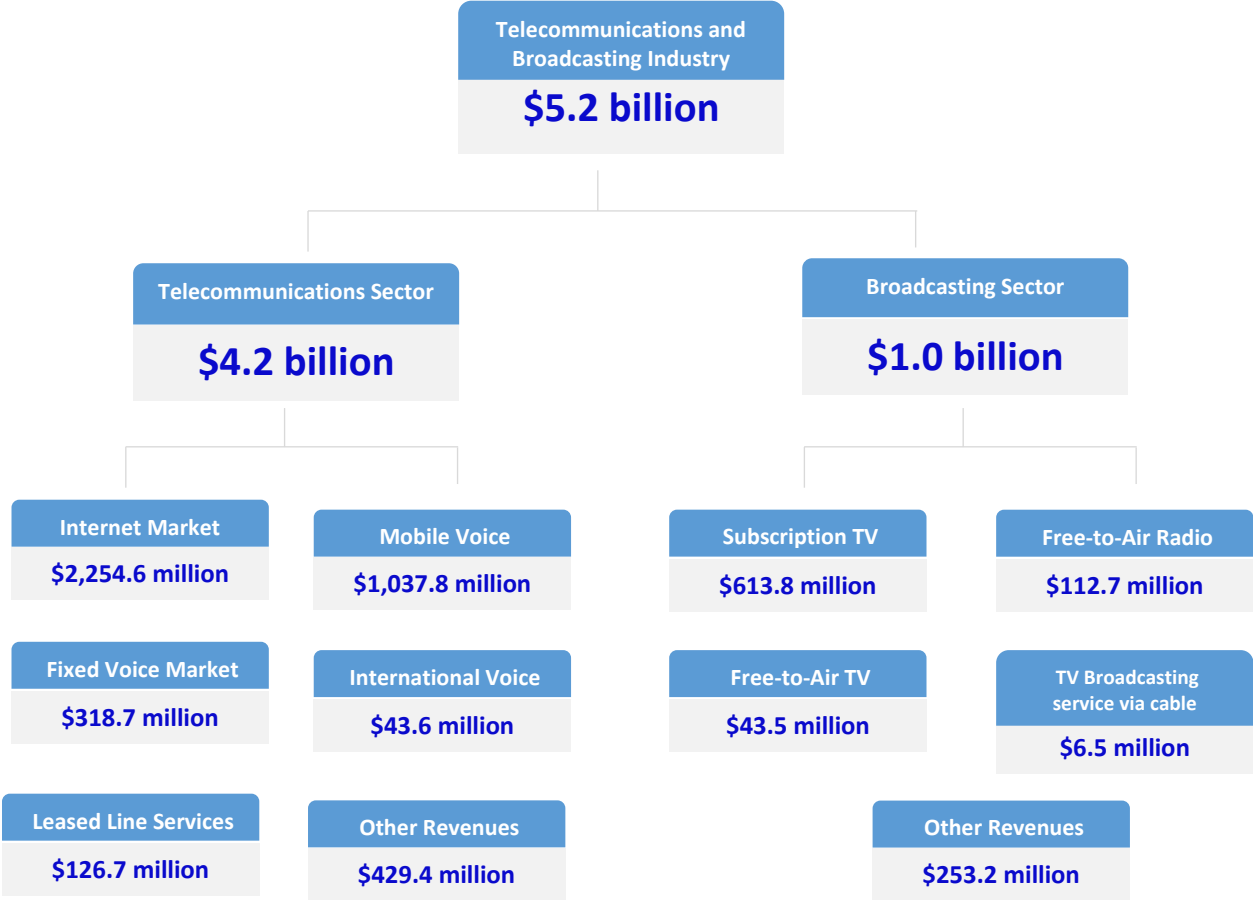 Telecommunications and
Broadcasting Industry
$5.2 billion
Telecommunications Sector
$4.2 billion
Broadcasting Sector
$1.0 billion
Internet Market
$2,254.6 million
Mobile Voice
$1,037.8 million
Subscription TV
$613.8 million
Free-to-Air Radio
$112.7 million
Fixed Voice Market
$318.7 million
International Voice
$43.6 million
Free-to-Air TV
$43.5 million
TV Broadcasting
service via cable
$6.5 million
Leased Line Services
$126.7 million
Other Revenues
$429.4 million
Other Revenues
$253.2 million